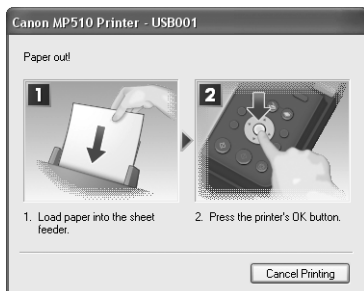 Canon MP510 Printer - USB001
Paper out!
1 2
1. Load paper into the sheet
feeder.
2. Press the printer's OK button.
Cancel Printing